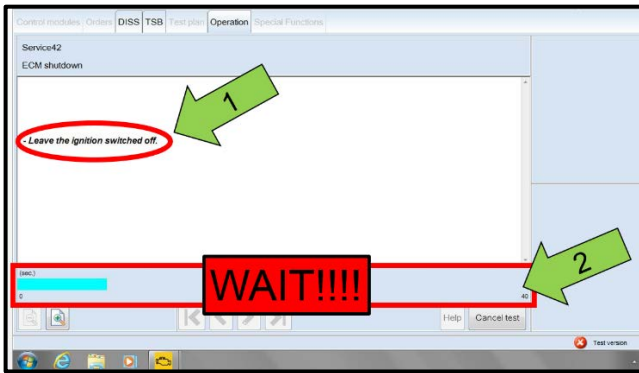 Control modules Orders DISS TSB Test plan Operation Special Functions
Service42
ECM shutdown
1
- Leave the ignition switched off.
2
(sec.)
WAIT!!!!
0 40
Help Cancel test
Test version